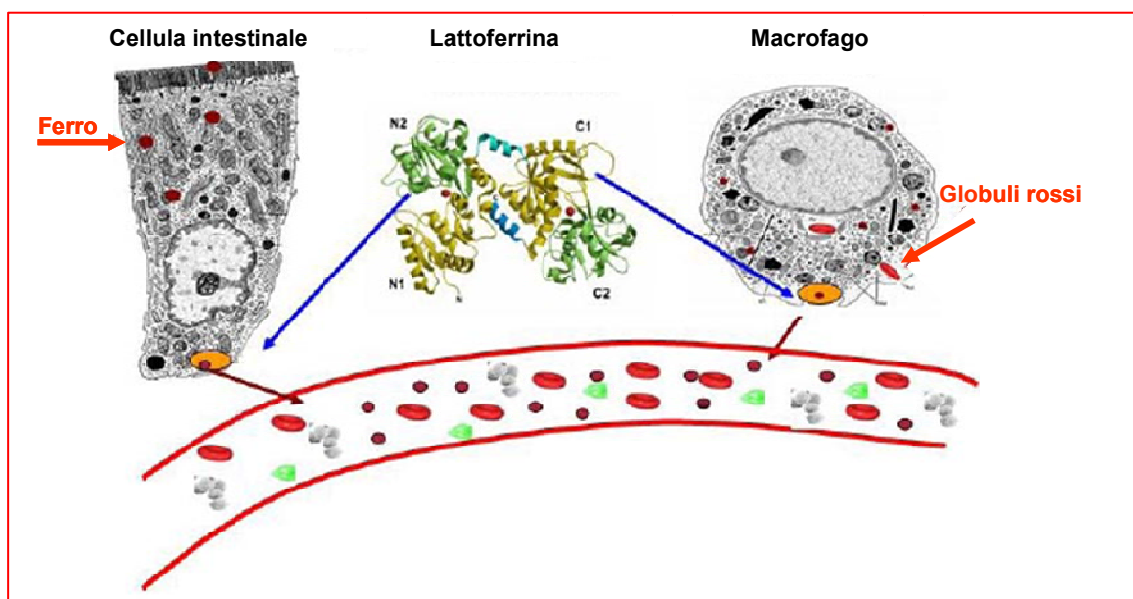 Cellula intestinale
Lattoferrina
Macrofago
Ferro
N2
C1
Globuli rossi
N1
N
C2